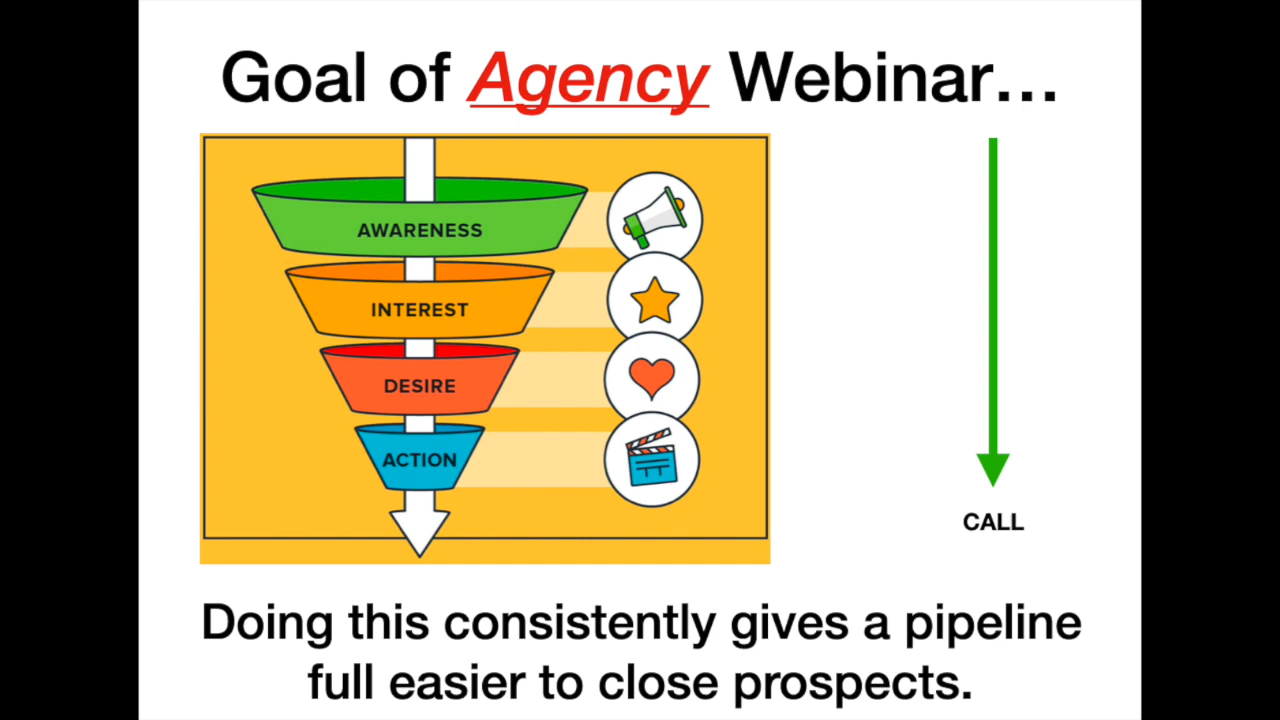 Goal of Agency Webinar...
AWARENESS
INTEREST
DESIRE
ACTION
CALL
Doing this consistently gives a pipeline
full easier to close prospects.